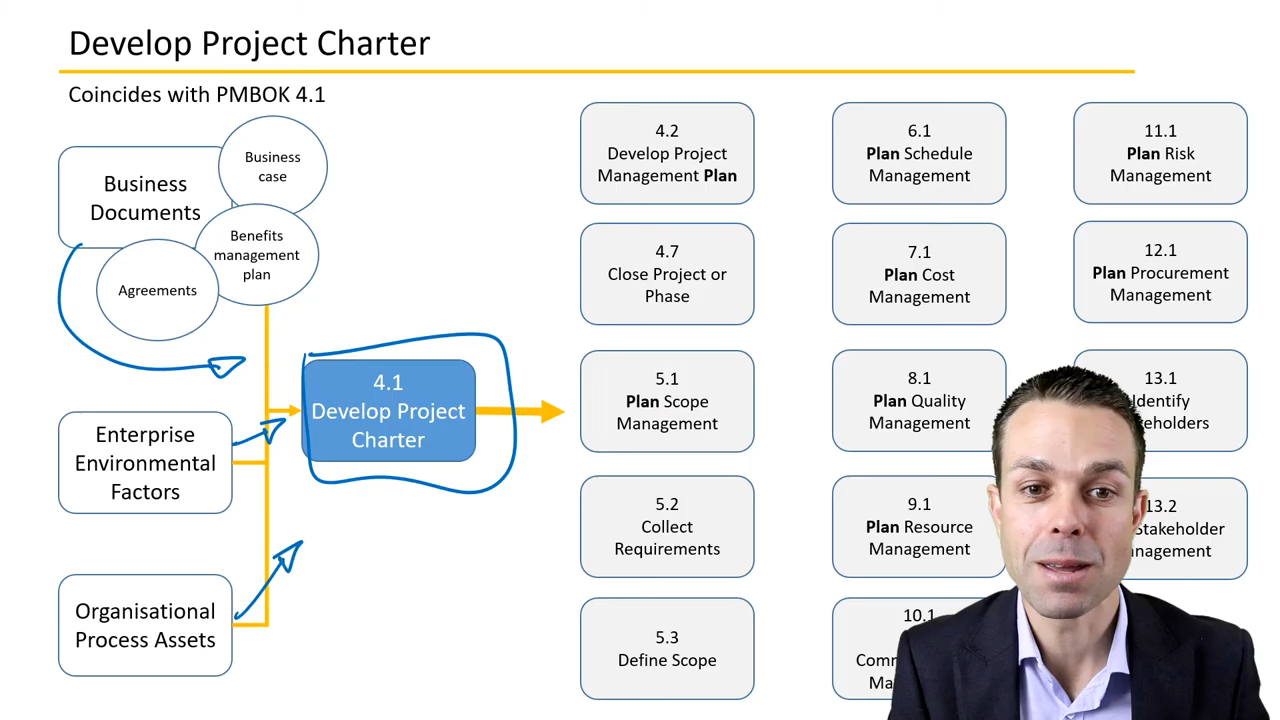 Develop Project Charter
Coincides with PMBOK 4.1
Business
Documents
Business
case
Benefits
management
plan
Agreements
Enterprise
Environmental
Factors
Organisational
Process Assets
4.1
Develop Project
Charter
4.2
Develop Project
Management Plan
4.7
Close Project or
Phase
5.1
Plan Scope
Management
5.2
Collect
Requirements
5.3
Define Scope
6.1
Plan Schedule
Management
7.1
Plan Cost
Management
8.1
Plan Quality
Management
9.1
Plan Resource
Management
10.1
11.1
Plan Risk
Management
12.1
Plan Procurement
Management
13.1
Identify
13.2
Stakeholder